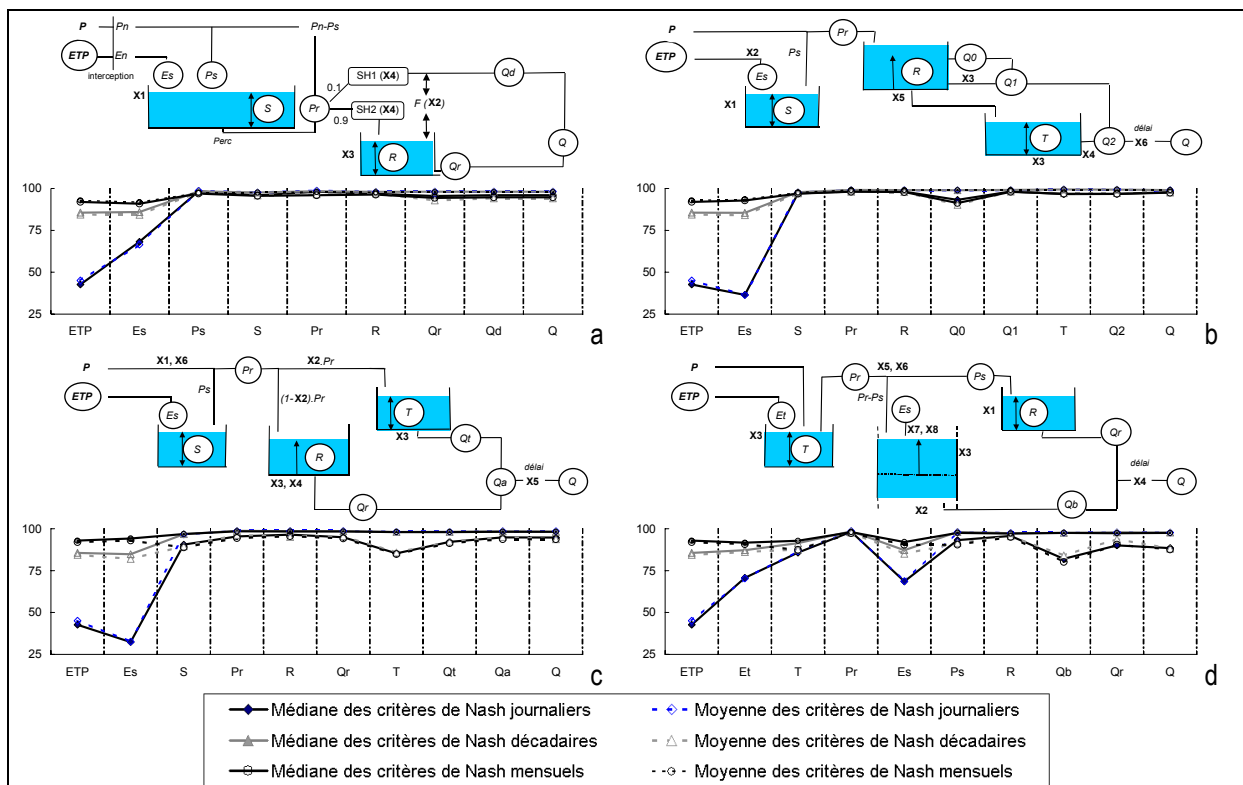 P Pn Pn-Ps
ETP En Es Ps
interception
X1 S Pr 0.1 SH1 (X4) Qd
0.9 SH2 (X4) F (X2)
Perc X3 R Qr Q
100
75
50
25
ETP Es Ps S Pr R Qr Qd Q
a
P Ps Pr
ETP X2 Es
X1 S R Q0
X3 Q1
X5
T Q2 délai Q
X3 X4 X6
100
75
50
25
ETP Es S Pr R Q0 Q1 T Q2 Q
b
P X1, X6 Pr X2.Pr
ETP Ps (1-X2).Pr
Es T
S X3 Qt
R délai
X3, X4 Qa X5 Q
Qr
100
75
50
25
ETP Es S Pr R Qr T Qt Qa Q
c
P Pr X5, X6 Ps
ETP Pr-Ps
Et Es X1 R
X3 T X7, X8 X3 Qr
délai
X2 Qb X4 Q
100
75
50
25
ETP Et T Pr Es Ps R Qb Qr Q
d
Médiane des critères de Nash journaliers Moyenne des critères de Nash journaliers
Médiane des critères de Nash décadaires Moyenne des critères de Nash décadaires
Médiane des critères de Nash mensuels Moyenne des critères de Nash mensuels